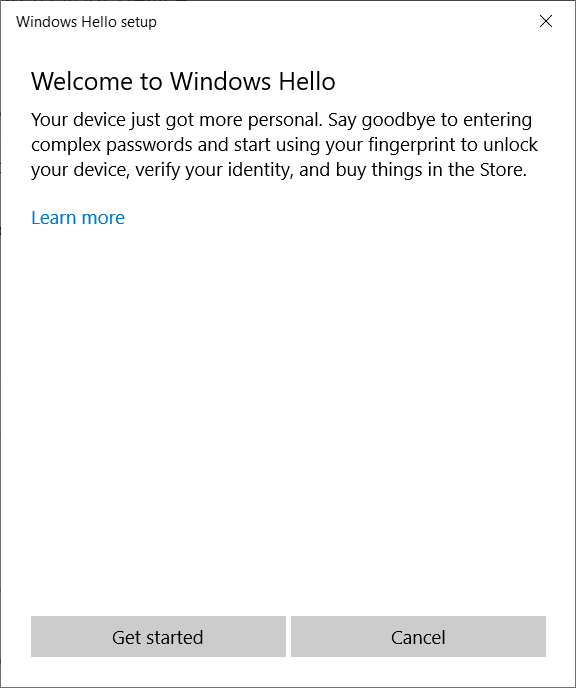 Windows Hello setup
Welcome to Windows Hello
Your device just got more personal. Say goodbye to entering
complex passwords and start using your fingerprint to unlock
your device, verify your identity, and buy things in the Store.
Learn more
Get started
Cancel